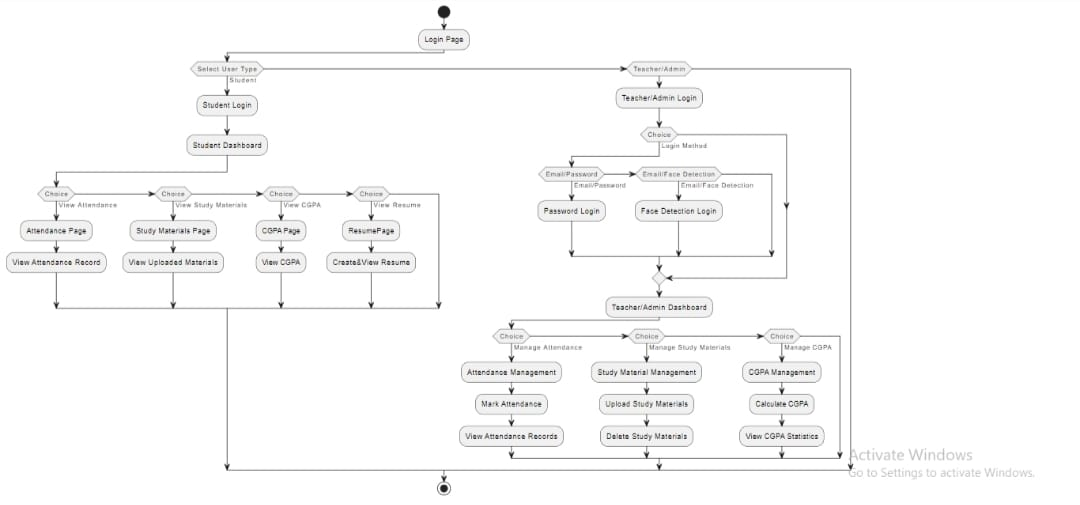 Login Page
Select User Type
Student
Teacher/Admin
Student Login
Teacher/Admin Login
Student Dashboard
Choice
Login Method
Email/Password
Email/Password
Email/Face Detection
Email/Face Detection
Password Login
Face Detection Login
Choice
View Attendance
Choice
View Study Materials
Choice
View CGPA
Choice
View Resume
Attendance Page
Study Materials Page
CGPA Page
ResumePage
View Attendance Record
View Uploaded Materials
View CGPA
Create&View Resume
Teacher/Admin Dashboard
Choice
Manage Attendance
Choice
Manage Study Materials
Choice
Manage CGPA
Attendance Management
Study Material Management
CGPA Management
Mark Attendance
Upload Study Materials
Calculate CGPA
View Attendance Records
Delete Study Materials
View CGPA Statistics
Activate Windows
Go to Settings to activate Windows.